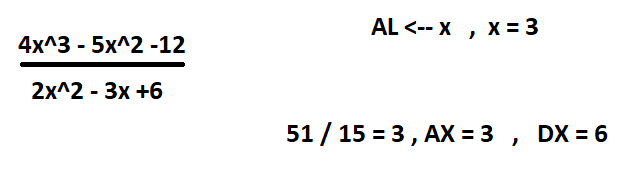 4x^3 - 5x^2 -12
2x^2 - 3x +6
AL <-- x , x = 3
51 / 15 = 3 , AX = 3 , DX = 6